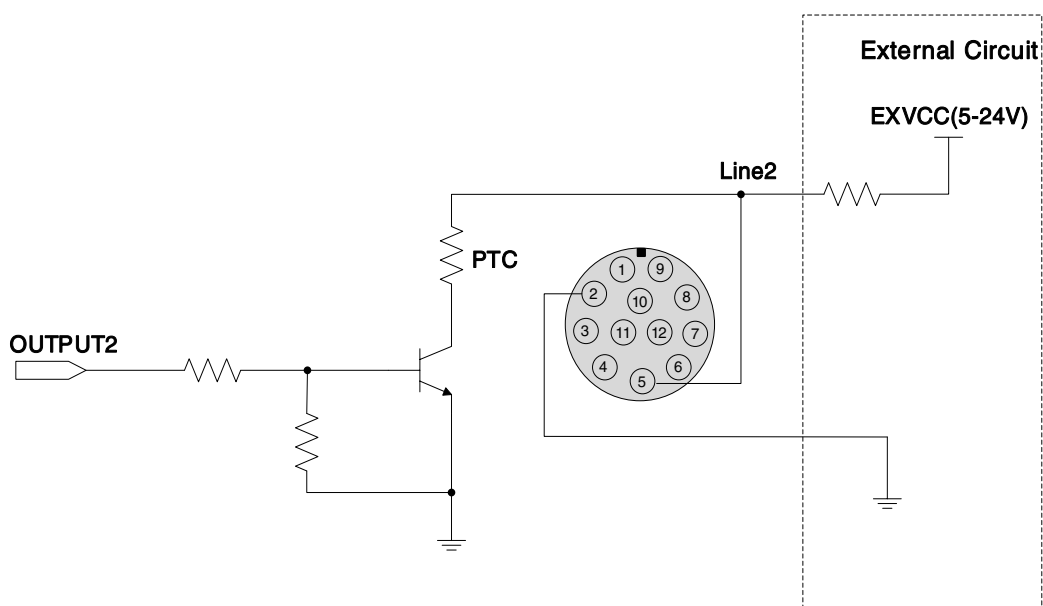 External Circuit
EXVCC(5-24V)
Line2
PTC
1 9
2 10 8
3 11 12 7
4 5 6
OUTPUT2